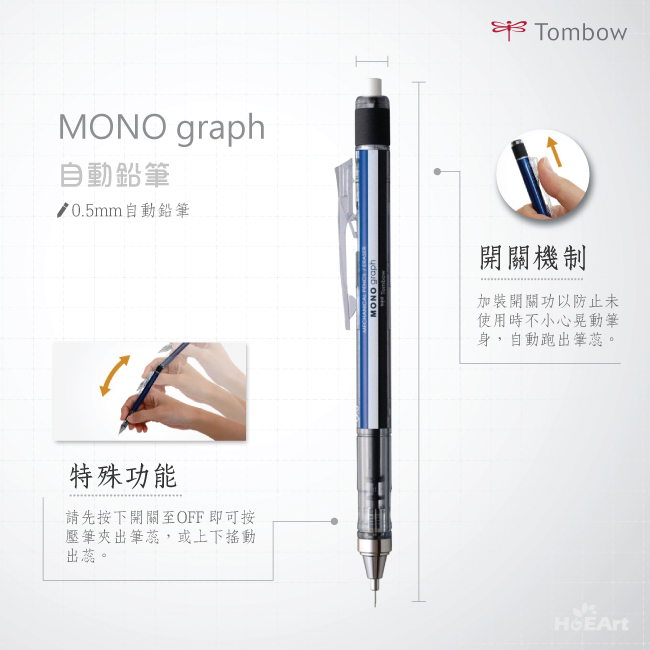 Tombow
MONO graph
自動鉛筆
0.5mm自動鉛筆
開關機制
加裝開關功以防止未
使用時不小心晃動筆
身，自動跑出筆蕊。
MONO graph
Tombow
特殊功能
請先按下開關至OFF 即可按
壓筆夾出筆蕊，或上下搖動
出蕊。
HoEArt